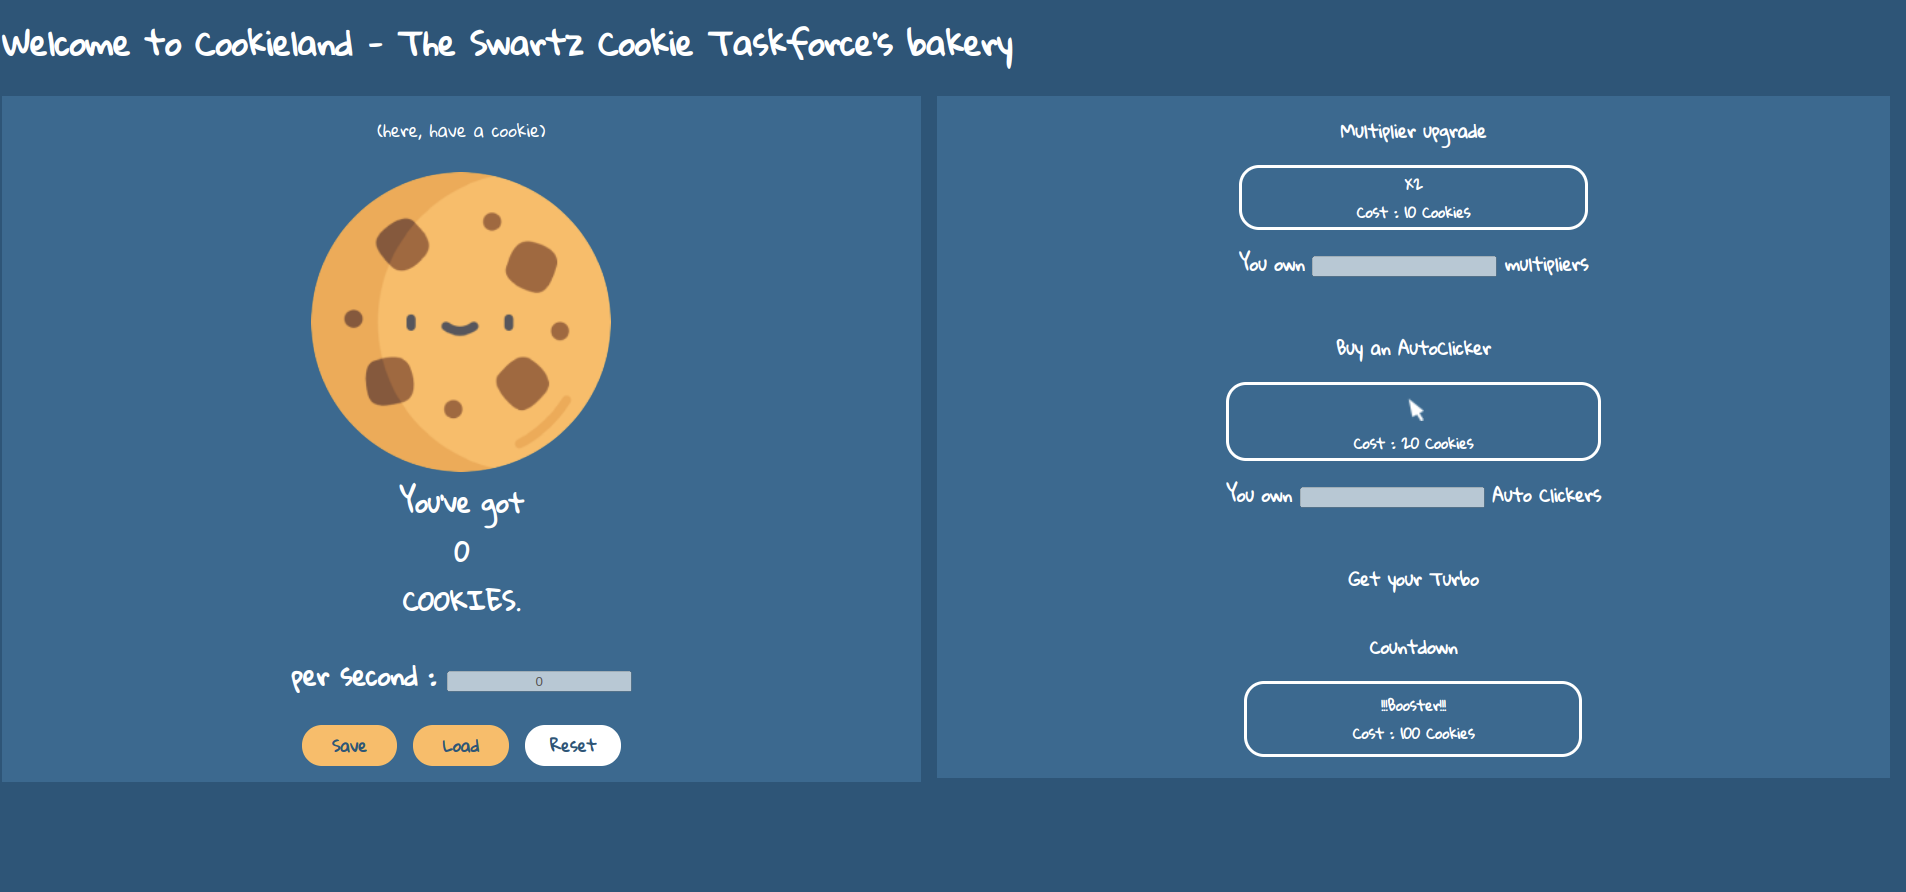 Welcome to Cookieland - The Swartz Cookie Taskforce's bakery
(here, have a cookie)
You've got
0
COOKIES.
per second : 0
Save Load Reset
Multiplier upgrade
X2
Cost : 10 Cookies
You own multipliers
Buy an AutoClicker
Cost : 20 Cookies
You own Auto Clickers
Get your Turbo
Countdown
!!!Booster!!!
Cost : 100 Cookies